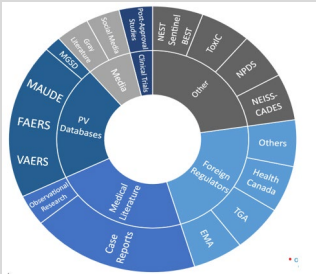 Post-Approval
Studies
Clinical Trials
NEST
Sentinel
BEST
ToxIC
NPDS
NEISS-
CADES
Other
Others
Health
Canada
TGA
EMA
Foreign
Regulators
Case
Reports
Observational
Research
Medical
Literature
VAERS
FAERS
MAUDE
MGSD
PV
Databases
Gray
Literature
Social Media
Media
c